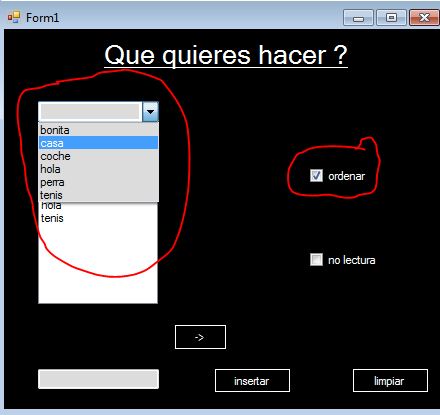 Form1
Que quieres hacer ?
bonita
casa
coche
hola
perra
tenis
hola
tenis
ordenar
no lectura
->
insertar
limpiar